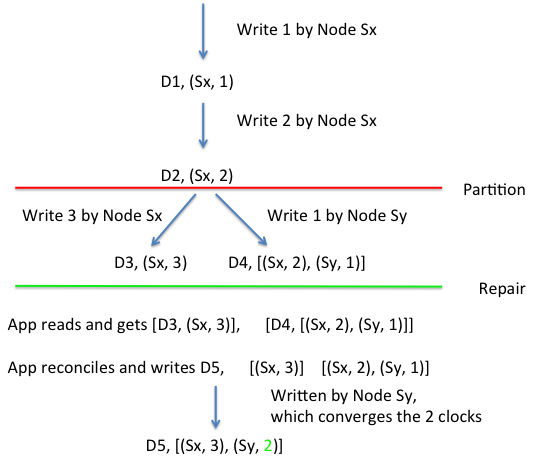 Write 1 by Node Sx
D1, (Sx, 1)
Write 2 by Node Sx
D2, (Sx, 2)
Partition
Write 3 by Node Sx
Write 1 by Node Sy
D3, (Sx, 3)
D4, [(Sx, 2), (Sy, 1)]
Repair
App reads and gets [D3, (Sx, 3)], [D4, [(Sx, 2), (Sy, 1)]]
App reconciles and writes D5, [(Sx, 3)] [(Sx, 2), (Sy, 1)]
Written by Node Sy,
which converges the 2 clocks
D5, [(Sx, 3), (Sy, 2)]